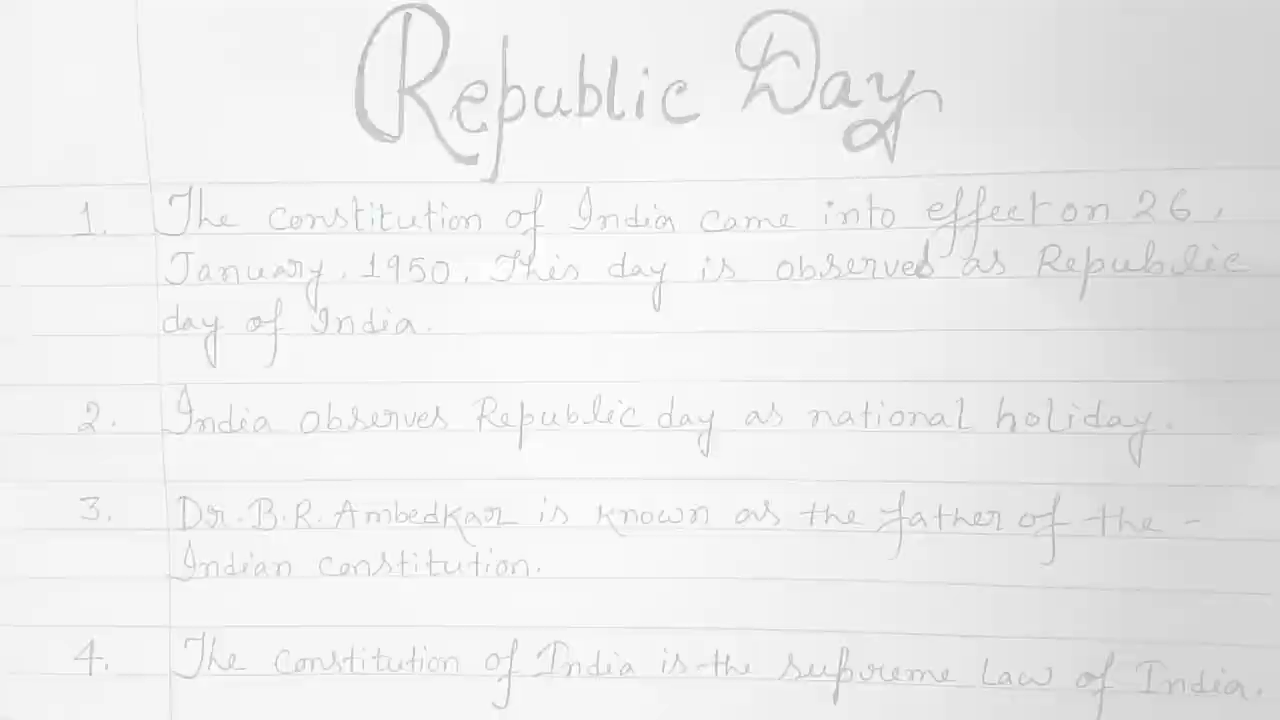 Republic Day
1. The constitution of India came into effect on 26,
January, 1950. This day is observed as Republic
day of India.
2. India observes Republic day as national holiday.
3. Dr. B.R. Ambedkar is known as the father of the -
Indian constitution.
4. The constitution of India is the supreme law of India.